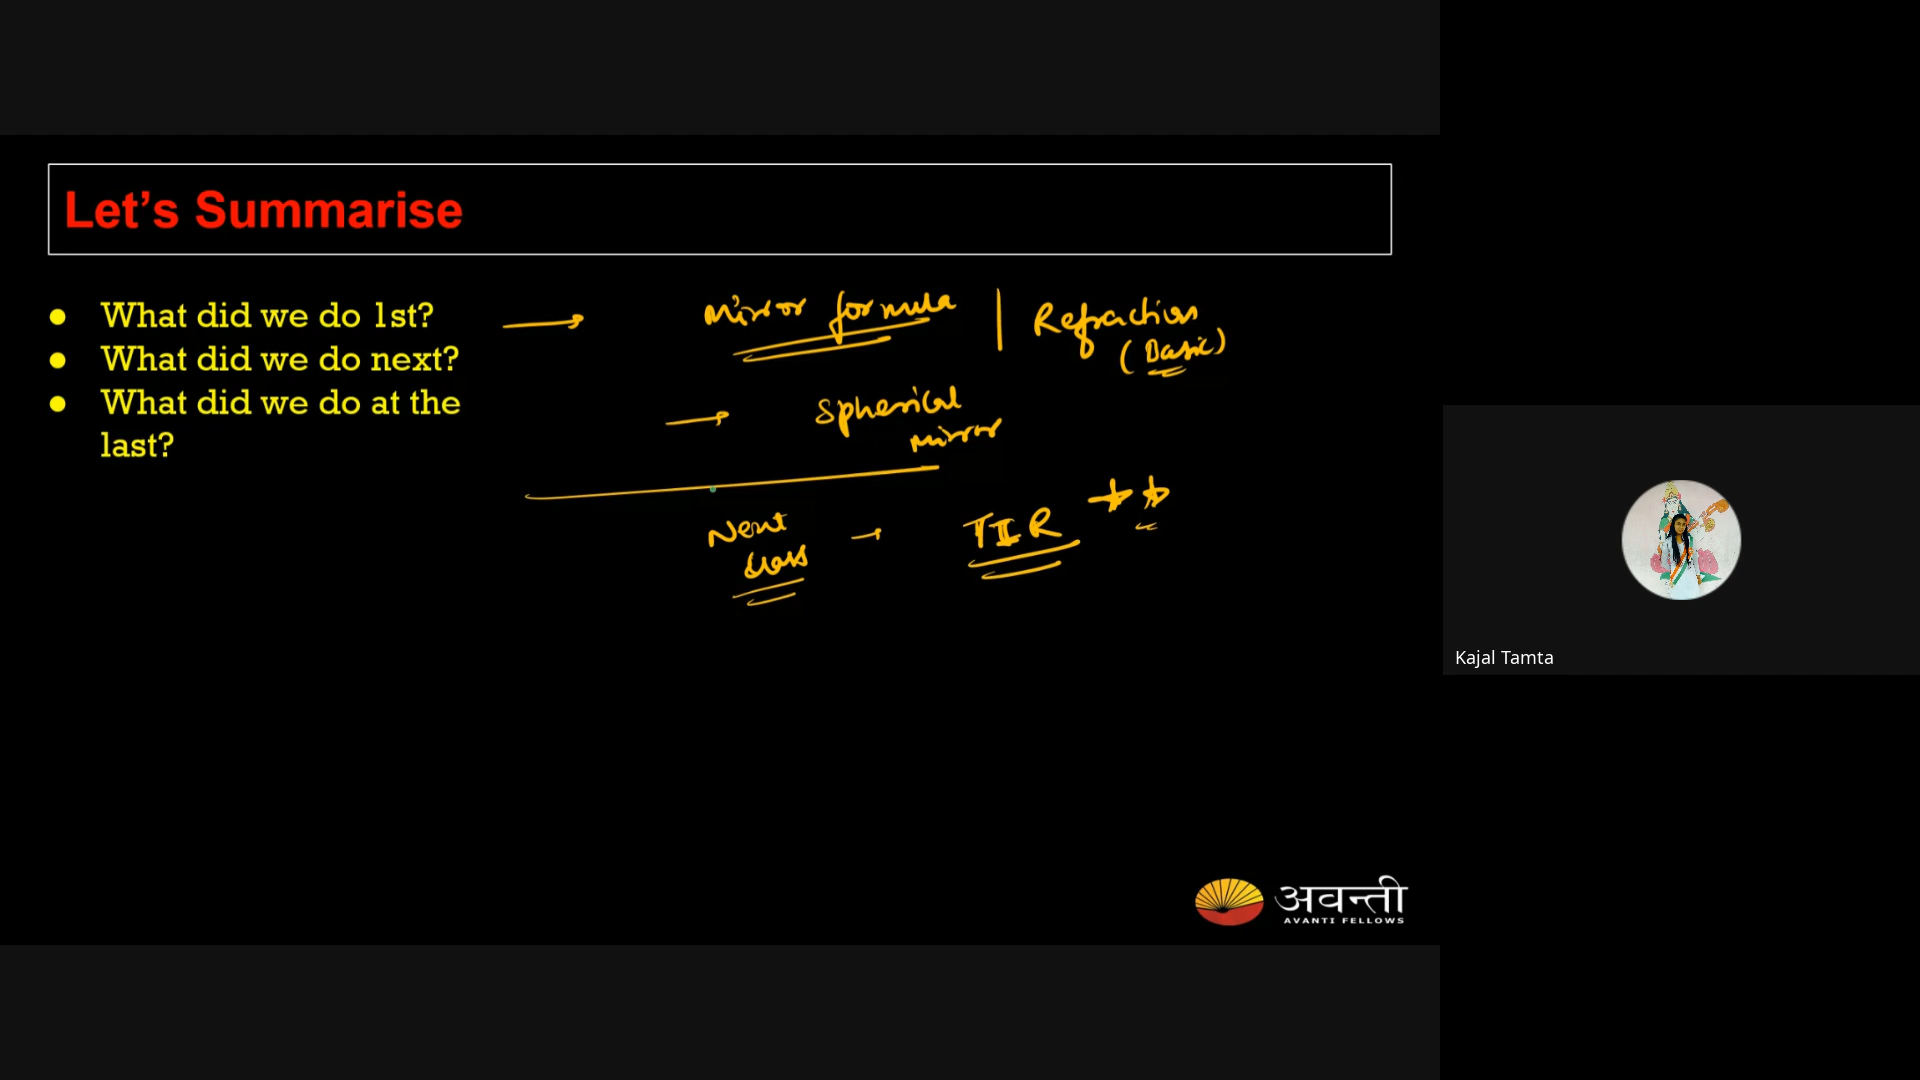 Let’s Summarise
● What did we do 1st?
● What did we do next?
● What did we do at the
last?
→ Mirror formula | Refraction
(Basic)
→ Spherical
mirror
Next
class → TIR
Kajal Tamta
अवन्ती
AVANTI FELLOWS